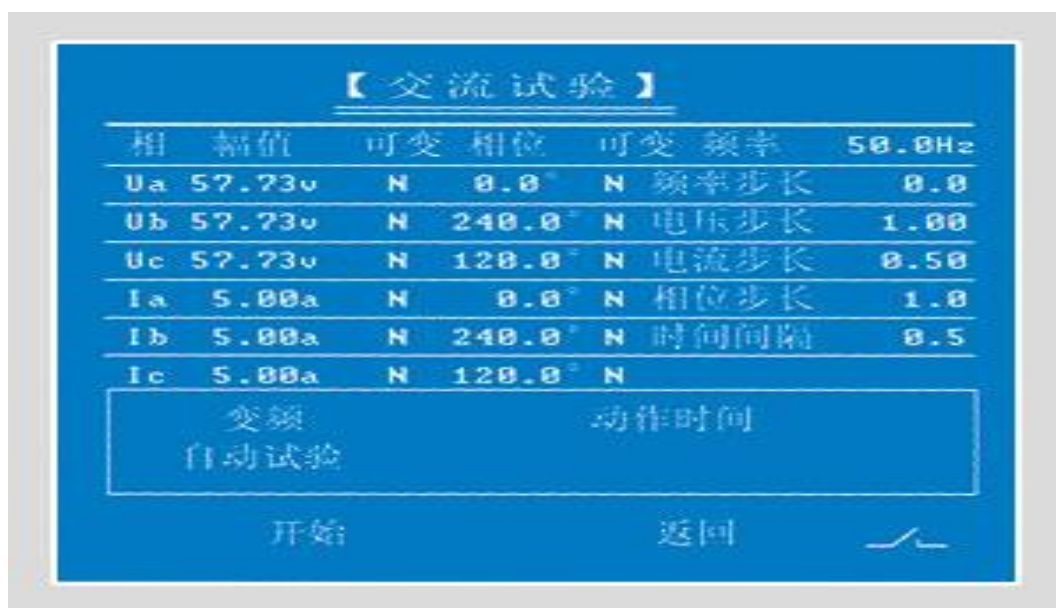 【交流试验】
相 幅值 可变 相位 可变 频率 50.0Hz
Ua 57.73v N 0.0° N 频率步长 0.0
Ub 57.73v N 240.0° N 电压步长 1.00
Uc 57.73v N 120.0° N 电流步长 0.50
Ia 5.00a N 0.0° N 相位步长 1.0
Ib 5.00a N 240.0° N 时间间隔 0.5
Ic 5.00a N 120.0° N
变频 动作时间
自动试验
开始 返回